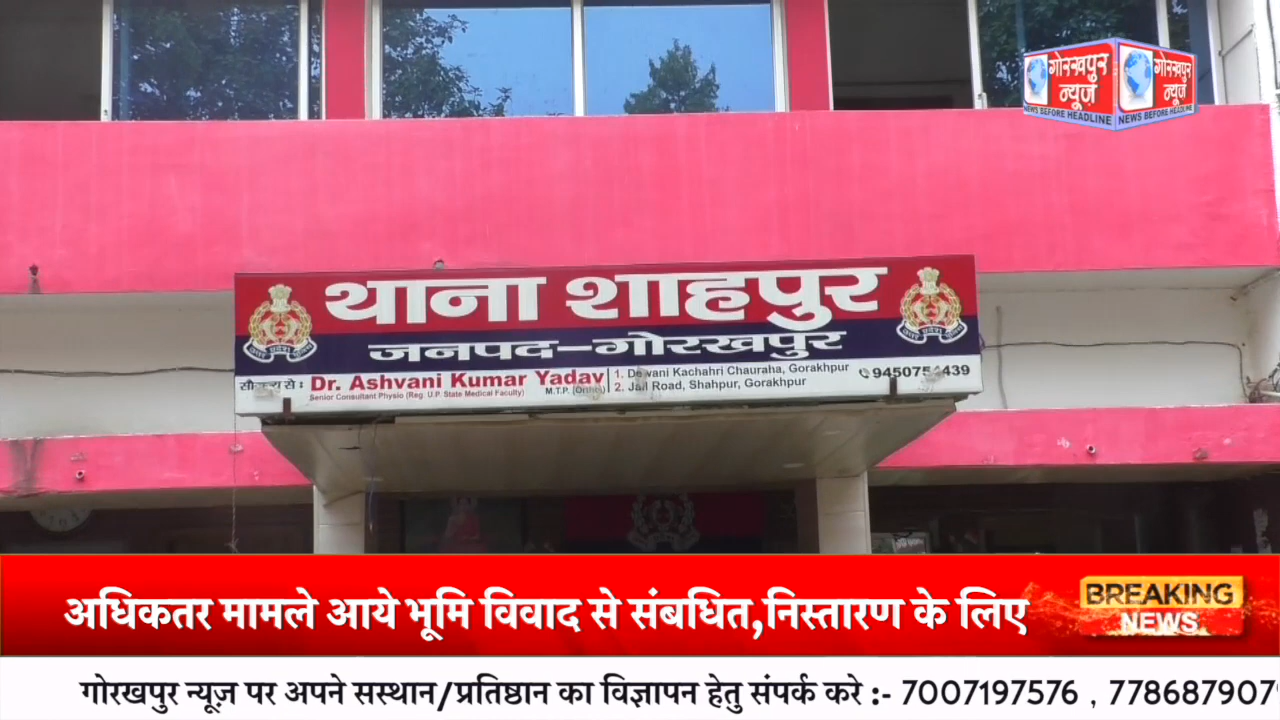 गोरखपुर न्यूज़
NEWS BEFORE HEADLINE
गोरखपुर न्यूज़
NEWS BEFORE HEADLINE
थाना शाहपुर
जनपद-गोरखपुर
Dr. Ashvani Kumar Yadav
Senior Consultant Physio (Reg. U.P. State Medical Faculty) M.T.P. (Ortho)
1. Dewani Kachahri Chauraha, Gorakhpur
2. Jail Road, Shahpur, Gorakhpur
अधिकतर मामले आये भूमि विवाद से संबधित,निस्तारण के लिए
BREAKING
NEWS
गोरखपुर न्यूज़ पर अपने सस्थान/प्रतिष्ठान का विज्ञापन हेतु संपर्क करे :- 7007197576 , 778687907